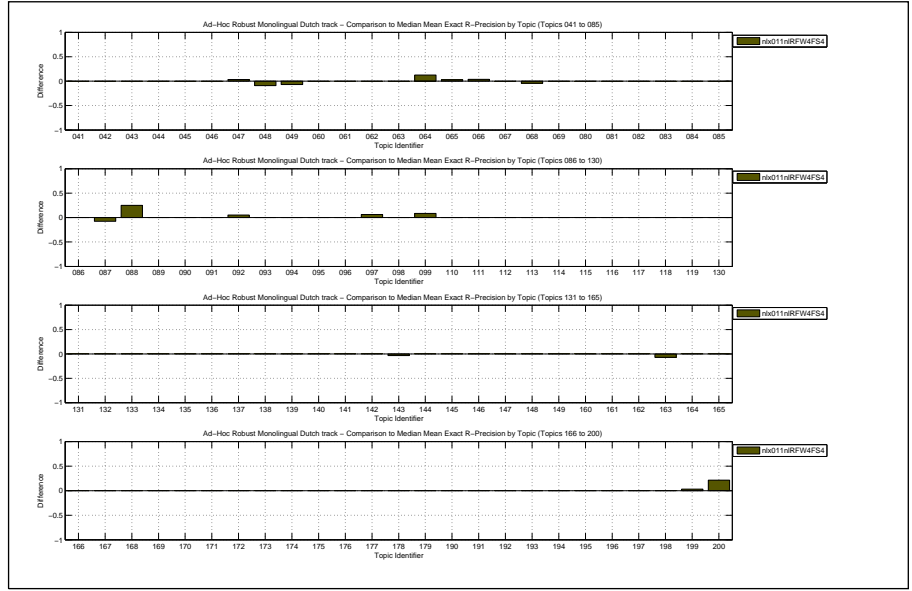 Ad−Hoc Robust Monolingual Dutch track − Comparison to Median Mean Exact R−Precision by Topic (Topics 041 to 085)
nlx011nlRFW4FS4
1
0.5
0
−0.5
−1
Difference
041 042 043 044 045 046 047 048 049 060 061 062 063 064 065 066 067 068 069 080 081 082 083 084 085
Topic Identifier
Ad−Hoc Robust Monolingual Dutch track − Comparison to Median Mean Exact R−Precision by Topic (Topics 086 to 130)
nlx011nlRFW4FS4
1
0.5
0
−0.5
−1
Difference
086 087 088 089 090 091 092 093 094 095 096 097 098 099 110 111 112 113 114 115 116 117 118 119 130
Topic Identifier
Ad−Hoc Robust Monolingual Dutch track − Comparison to Median Mean Exact R−Precision by Topic (Topics 131 to 165)
nlx011nlRFW4FS4
1
0.5
0
−0.5
−1
Difference
131 132 133 134 135 136 137 138 139 140 141 142 143 144 145 146 147 148 149 160 161 162 163 164 165
Topic Identifier
Ad−Hoc Robust Monolingual Dutch track − Comparison to Median Mean Exact R−Precision by Topic (Topics 166 to 200)
nlx011nlRFW4FS4
1
0.5
0
−0.5
−1
Difference
166 167 168 169 170 171 172 173 174 175 176 177 178 179 190 191 192 193 194 195 196 197 198 199 200
Topic Identifier